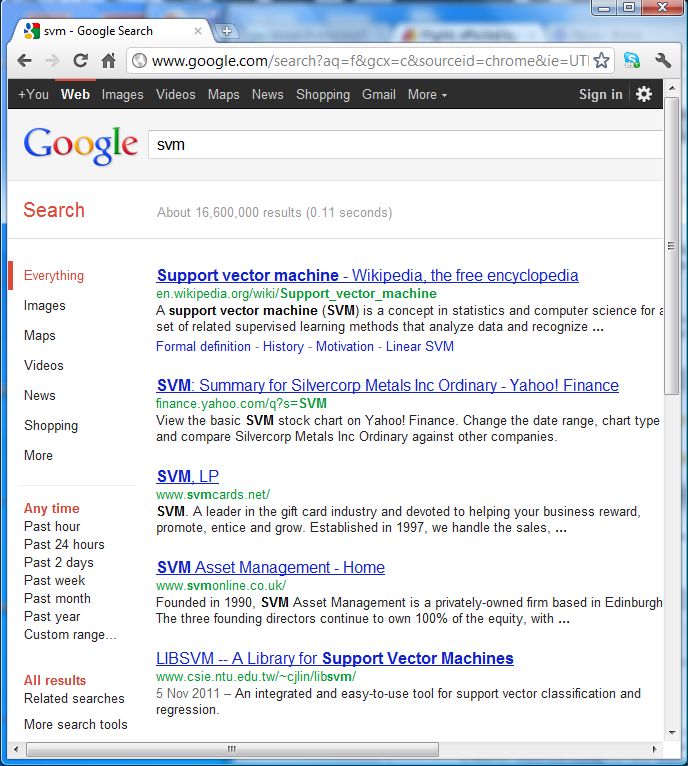 svm - Google Search
www.google.com/search?aq=f&gcx=c&sourceid=chrome&ie=UT
+You Web Images Videos Maps News Shopping Gmail More Sign in
Google svm
Search About 16,600,000 results (0.11 seconds)
Everything
Images
Maps
Videos
News
Shopping
More
Any time
Past hour
Past 24 hours
Past 2 days
Past week
Past month
Past year
Custom range...
All results
Related searches
More search tools
Support vector machine - Wikipedia, the free encyclopedia
en.wikipedia.org/wiki/Support_vector_machine
A support vector machine (SVM) is a concept in statistics and computer science for a
set of related supervised learning methods that analyze data and recognize ...
Formal definition - History - Motivation - Linear SVM
SVM: Summary for Silvercorp Metals Inc Ordinary - Yahoo! Finance
finance.yahoo.com/q?s=SVM
View the basic SVM stock chart on Yahoo! Finance. Change the date range, chart type
and compare Silvercorp Metals Inc Ordinary against other companies.
SVM, LP
www.svmcards.net/
SVM. A leader in the gift card industry and devoted to helping your business reward,
promote, entice and grow. Established in 1997, we handle the sales, ...
SVM Asset Management - Home
www.svmonline.co.uk/
Founded in 1990, SVM Asset Management is a privately-owned firm based in Edinburgh
The three founding directors continue to own 100% of the equity, with ...
LIBSVM -- A Library for Support Vector Machines
www.csie.ntu.edu.tw/~cjlin/libsvm/
5 Nov 2011 – An integrated and easy-to-use tool for support vector classification and
regression.